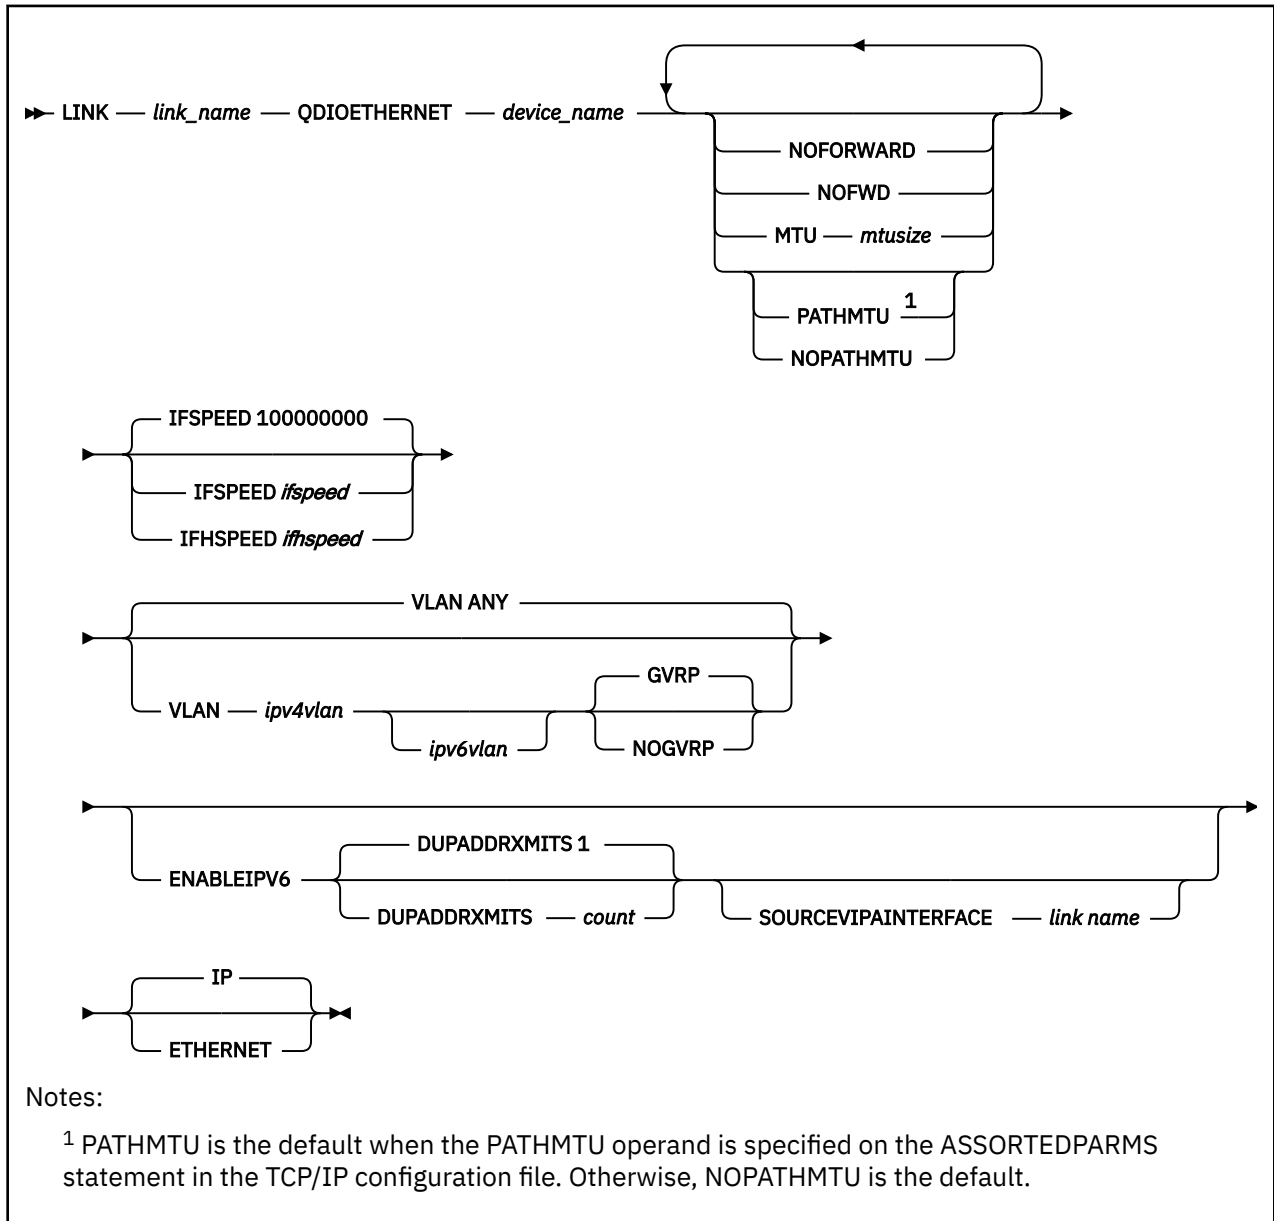 LINK link_name QDIOETHERNET device_name
NOFORWARD
NOFWD
MTU mtusize
PATHMTU 1
NOPATHMTU
IFSPEED 100000000
IFSPEED ifspeed
IFHSPEED ifhspeed
VLAN ANY
GVRP
VLAN ipv4vlan
ipv6vlan NOGVRP
DUPADDRXMITS 1
ENABLEIPV6
DUPADDRXMITS count SOURCEVIPAINTERFACE link name
IP
ETHERNET
Notes:
1 PATHMTU is the default when the PATHMTU operand is specified on the ASSORTEDPARMS
statement in the TCP/IP configuration file. Otherwise, NOPATHMTU is the default.